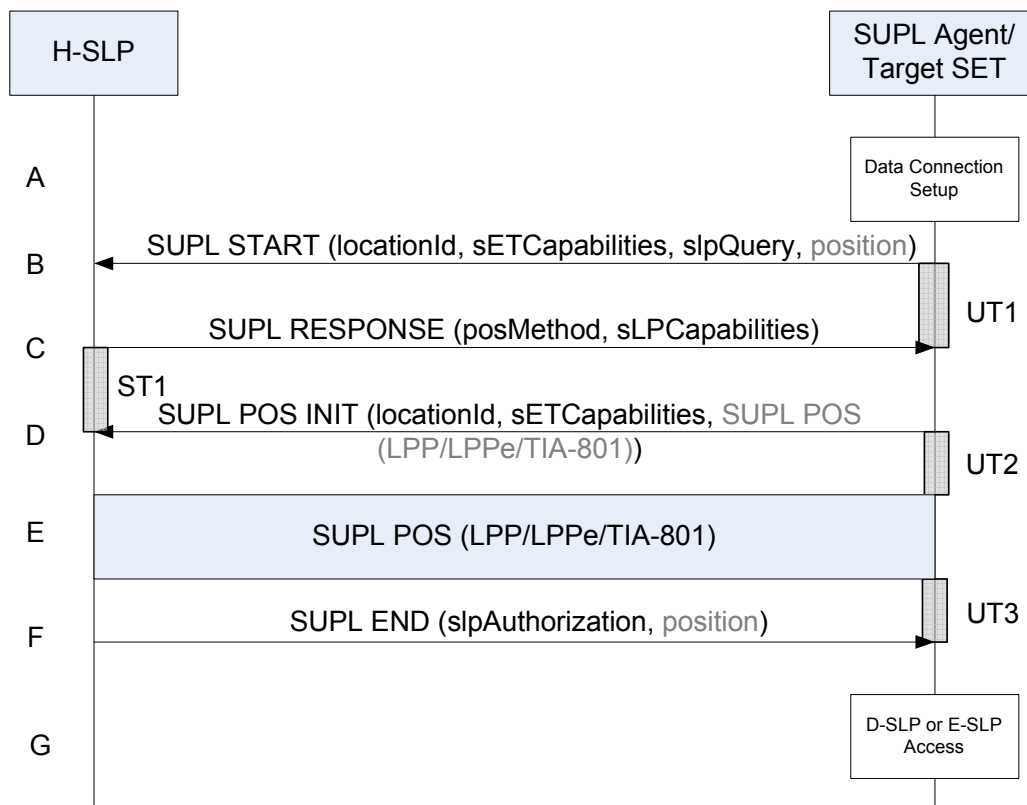 H-SLP
SUPL Agent/
Target SET
A
Data Connection
Setup
SUPL START (locationId, sETCapabilities, slpQuery, position)
B
UT1
SUPL RESPONSE (posMethod, sLPCapabilities)
C
ST1
SUPL POS INIT (locationId, sETCapabilities, SUPL POS
(LPP/LPPe/TIA-801))
D
UT2
E
SUPL POS (LPP/LPPe/TIA-801)
SUPL END (slpAuthorization, position)
UT3
F
D-SLP or E-SLP
Access
G